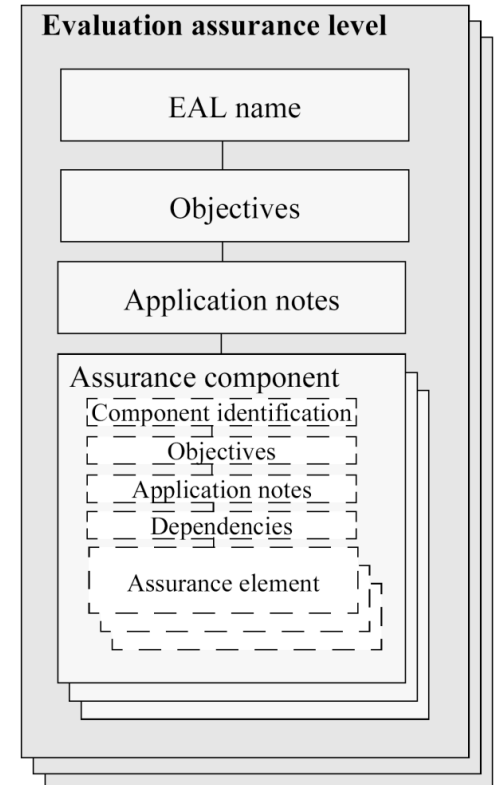 Evaluation assurance level
EAL name
Objectives
Application notes
Assurance component
Component identification
Objectives
Application notes
Dependencies
Assurance element